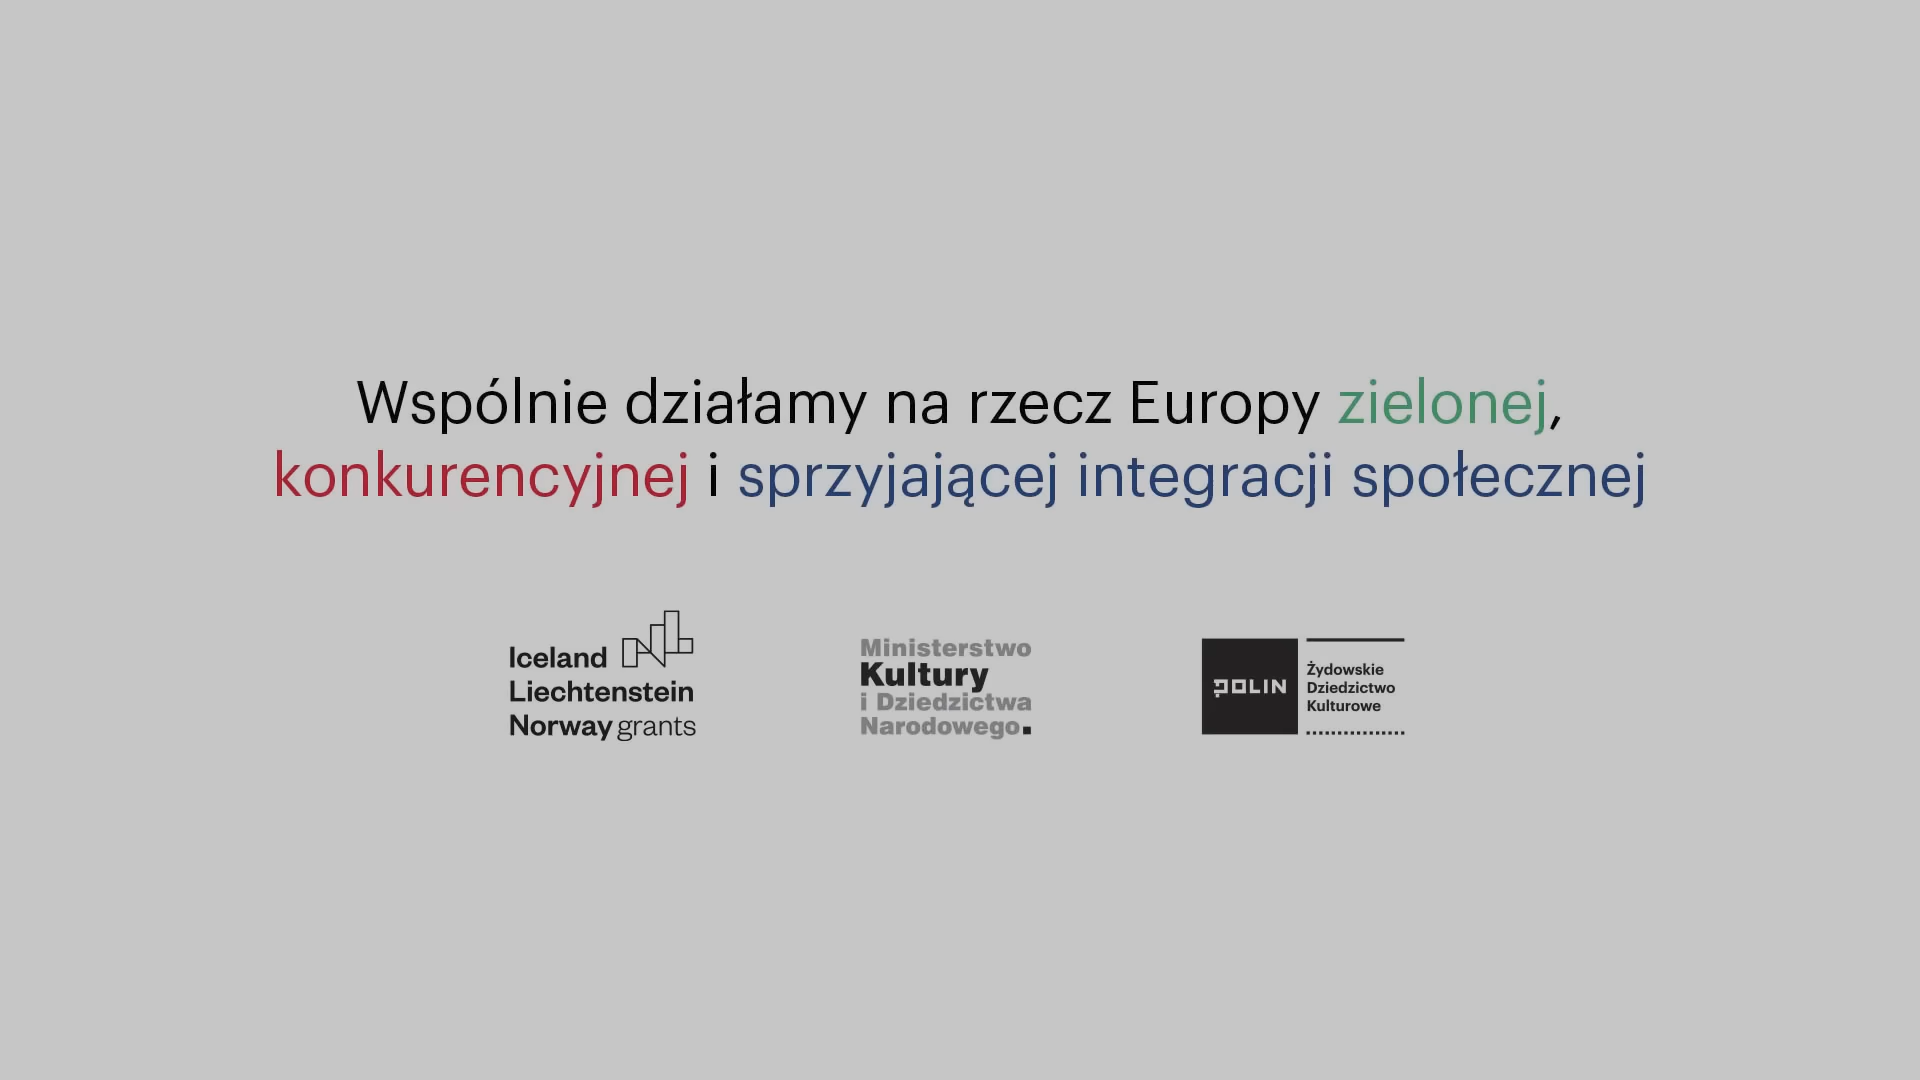 Wspólnie działamy na rzecz Europy zielonej,
konkurencyjnej i sprzyjającej integracji społecznej
Iceland
Liechtenstein
Norway grants
Ministerstwo
Kultury
i Dziedzictwa
Narodowego.
POLIN
Żydowskie
Dziedzictwo
Kulturowe